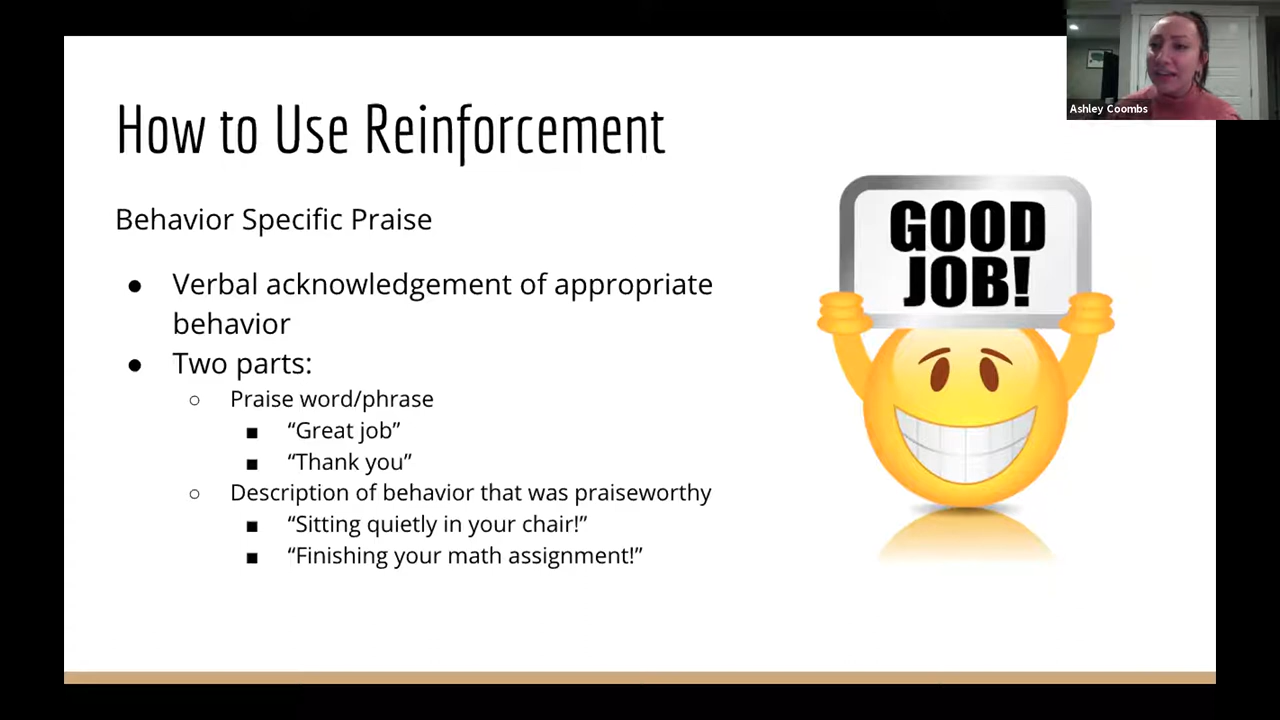 Ashley Coombs
How to Use Reinforcement
Behavior Specific Praise
● Verbal acknowledgement of appropriate
behavior
● Two parts:
○ Praise word/phrase
■ “Great job”
■ “Thank you”
○ Description of behavior that was praiseworthy
■ “Sitting quietly in your chair!”
■ “Finishing your math assignment!”
GOOD
JOB!